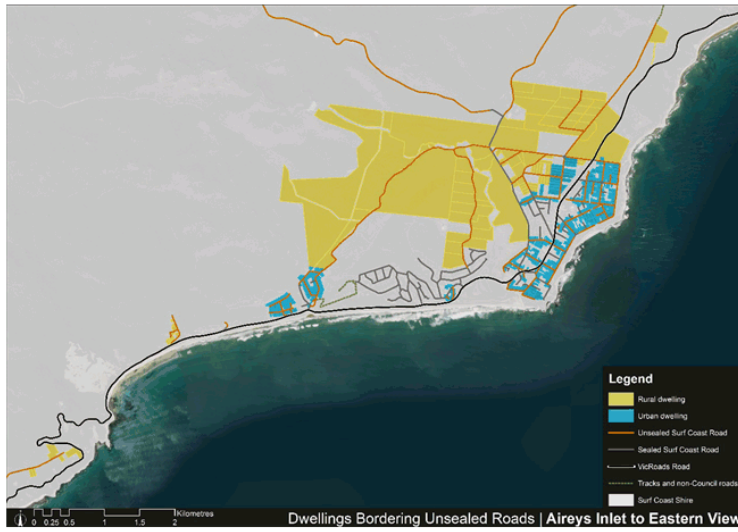 Legend
Rural dwelling
Urban dwelling
Unsealed Surf Coast Road
Sealed Surf Coast Road
VicRoads Road
Tracks and non-Council roads
Surf Coast Shire
Kilometres
0 0.25 0.5 1 1.5 2
Dwellings Bordering Unsealed Roads | Aireys Inlet to Eastern View